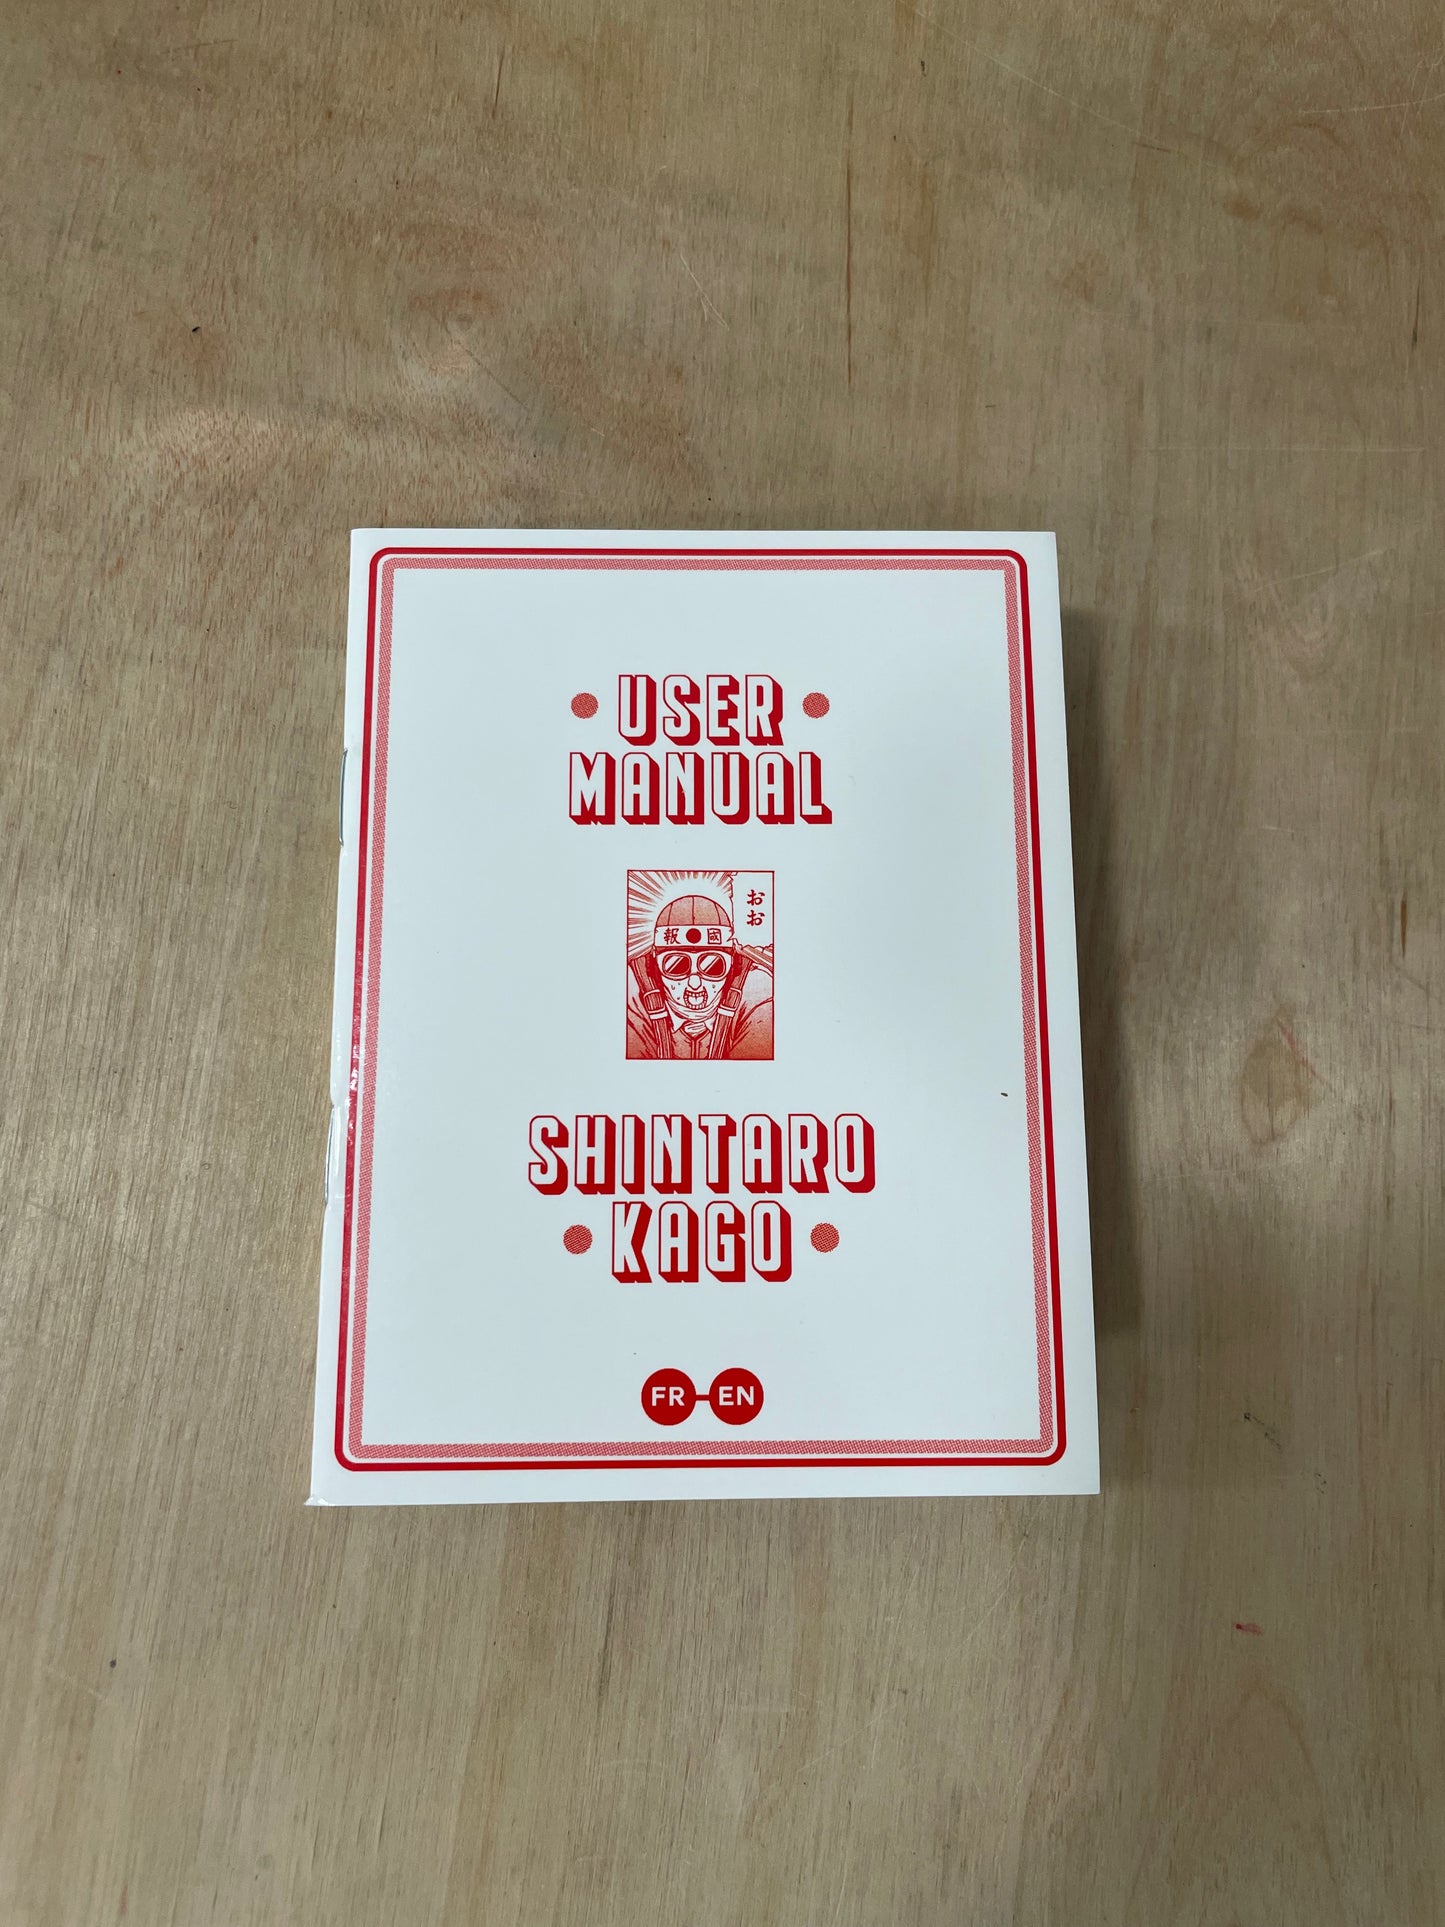 USER
MANUAL
おお
報 國
SHINTARO
KAGO
FR-EN